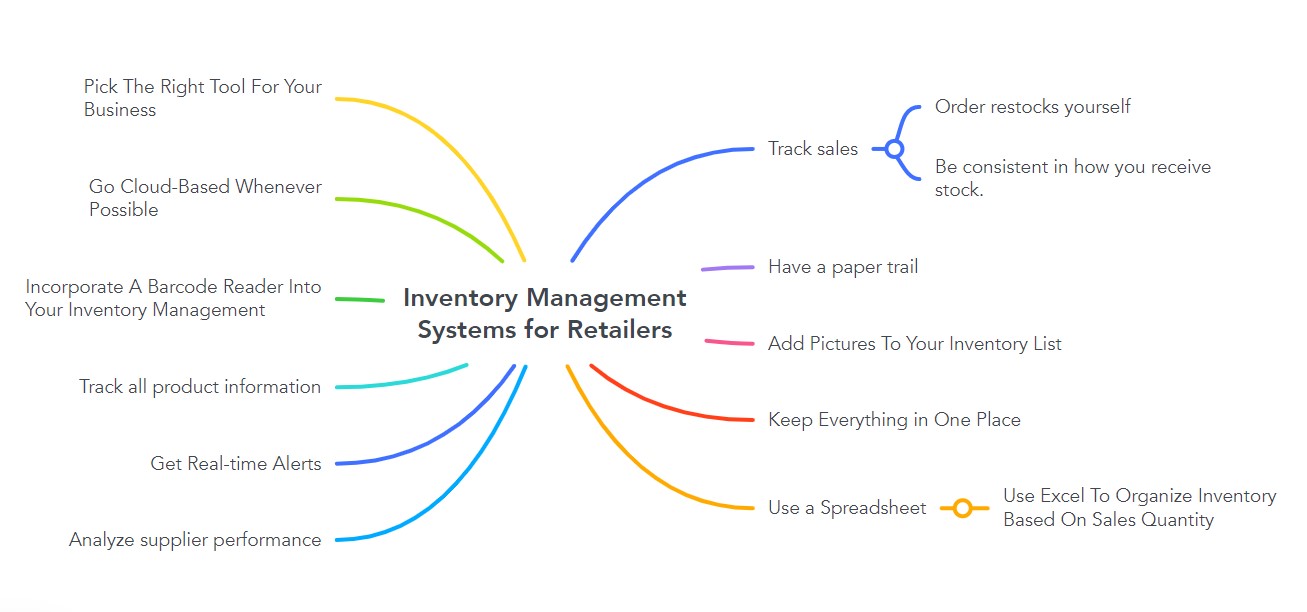 Pick The Right Tool For Your
Business
Go Cloud-Based Whenever
Possible
Incorporate A Barcode Reader Into
Your Inventory Management
Track all product information
Get Real-time Alerts
Analyze supplier performance
Inventory Management
Systems for Retailers
Track sales
Order restocks yourself
Be consistent in how you receive
stock.
Have a paper trail
Add Pictures To Your Inventory List
Keep Everything in One Place
Use a Spreadsheet
Use Excel To Organize Inventory
Based On Sales Quantity